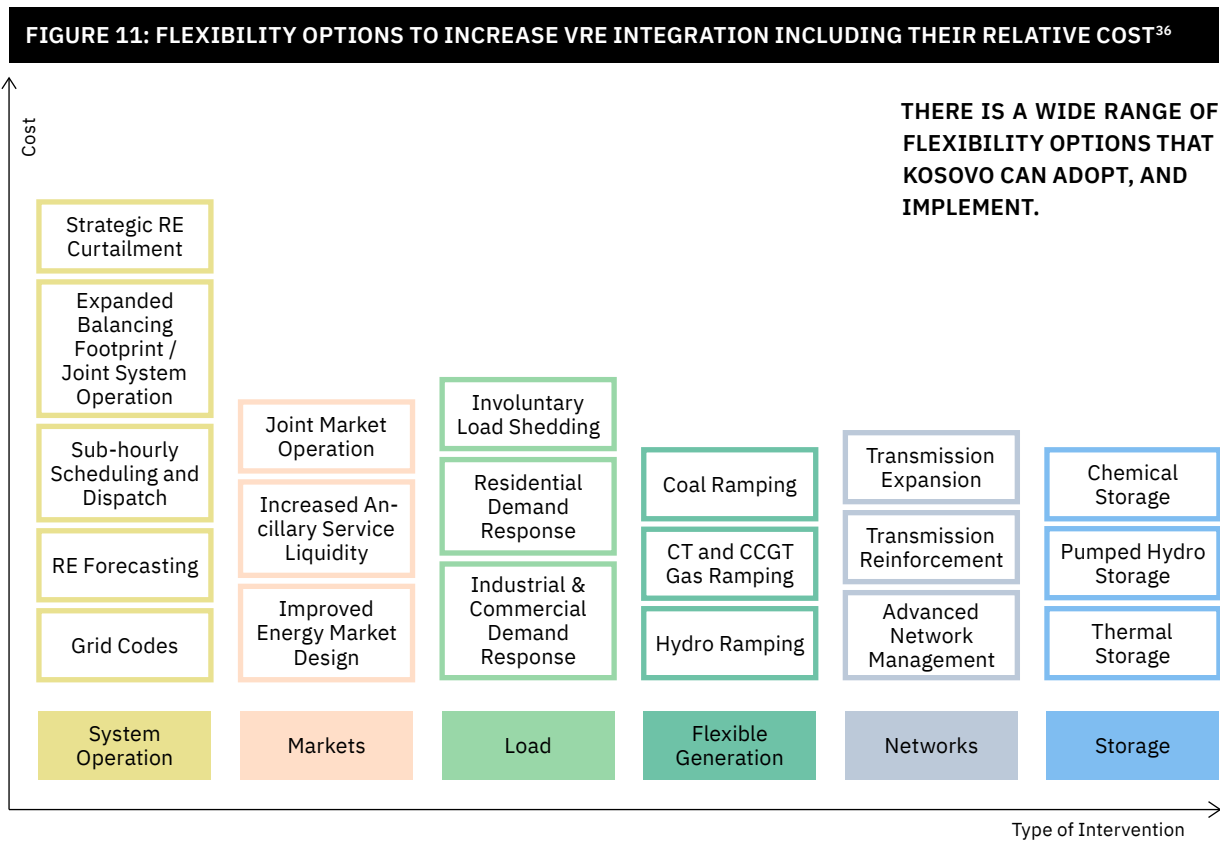 FIGURE 11: FLEXIBILITY OPTIONS TO INCREASE VRE INTEGRATION INCLUDING THEIR RELATIVE COST36
Cost
THERE IS A WIDE RANGE OF
FLEXIBILITY OPTIONS THAT
KOSOVO CAN ADOPT, AND
IMPLEMENT.
Strategic RE
Curtailment
Expanded
Balancing
Footprint /
Joint System
Operation
Sub-hourly
Scheduling and
Dispatch
RE Forecasting
Grid Codes
System
Operation
Joint Market
Operation
Increased An-
cillary Service
Liquidity
Improved
Energy Market
Design
Markets
Involuntary
Load Shedding
Residential
Demand
Response
Industrial &
Commercial
Demand
Response
Load
Coal Ramping
CT and CCGT
Gas Ramping
Hydro Ramping
Flexible
Generation
Transmission
Expansion
Transmission
Reinforcement
Advanced
Network
Management
Networks
Chemical
Storage
Pumped Hydro
Storage
Thermal
Storage
Storage
Type of Intervention